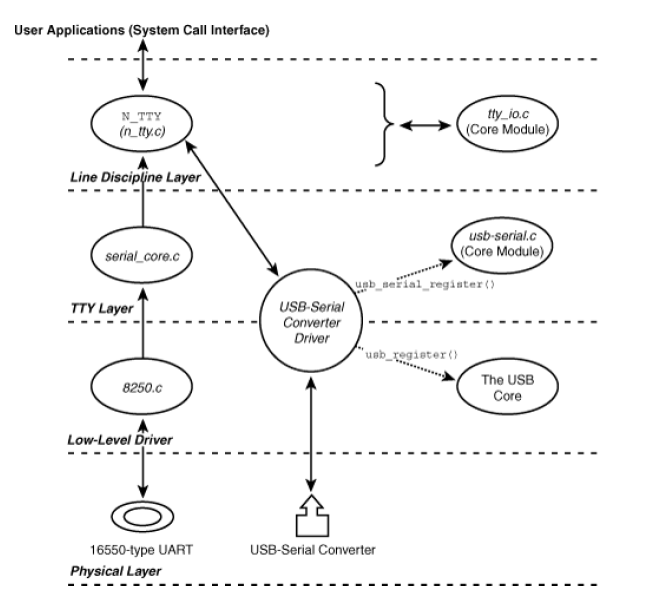 User Applications (System Call Interface)
N_TTY
(n_tty.c)
tty_io.c
(Core Module)
Line Discipline Layer
serial_core.c
usb-serial.c
(Core Module)
usb_serial_register()
TTY Layer
USB-Serial
Converter
Driver
usb_register()
8250.c
The USB
Core
Low-Level Driver
16550-type UART
USB-Serial Converter
Physical Layer